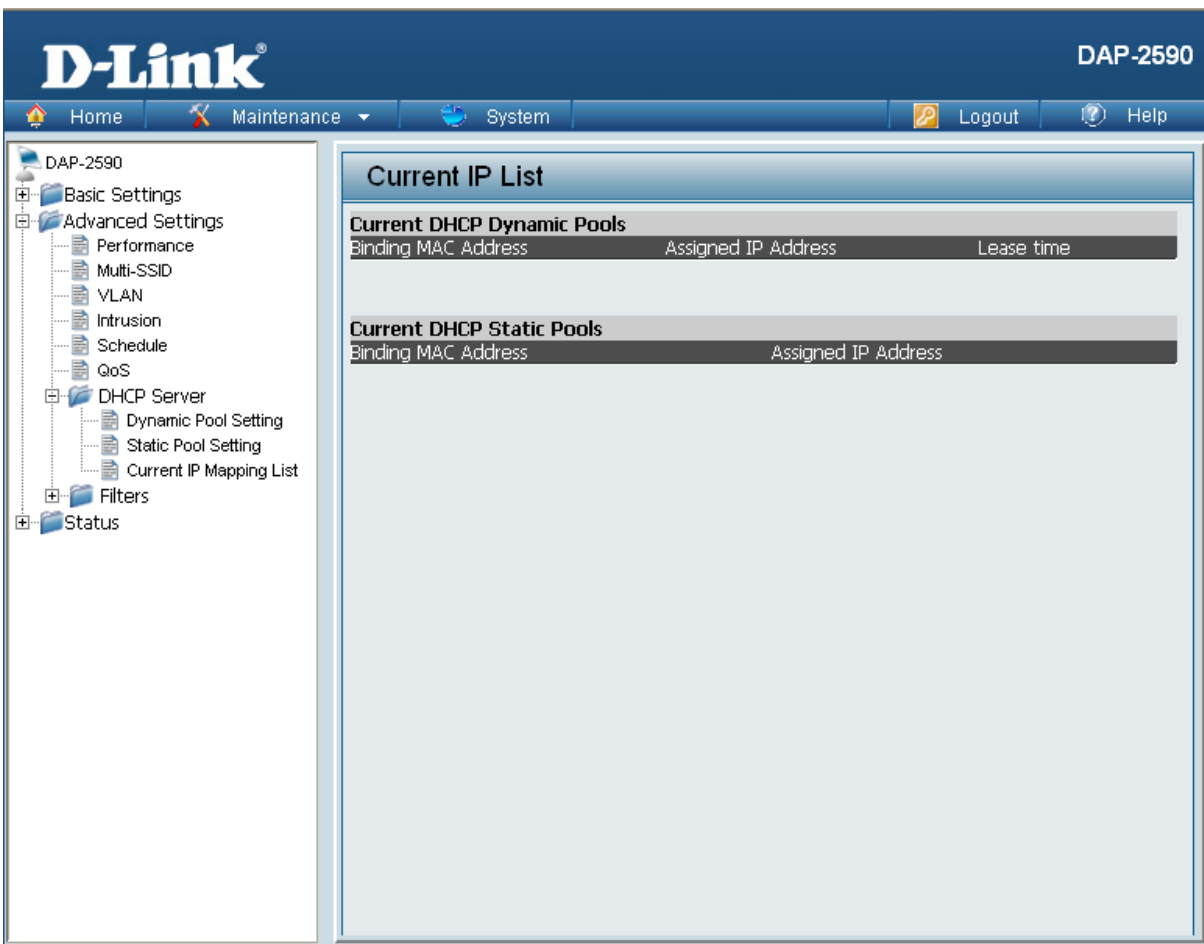 D-Link®
DAP-2590
Home Maintenance System Logout Help
DAP-2590
Basic Settings
Advanced Settings
Performance
Multi-SSID
VLAN
Intrusion
Schedule
QoS
DHCP Server
Dynamic Pool Setting
Static Pool Setting
Current IP Mapping List
Filters
Status
Current IP List
Current DHCP Dynamic Pools
Binding MAC Address Assigned IP Address Lease time
Current DHCP Static Pools
Binding MAC Address Assigned IP Address